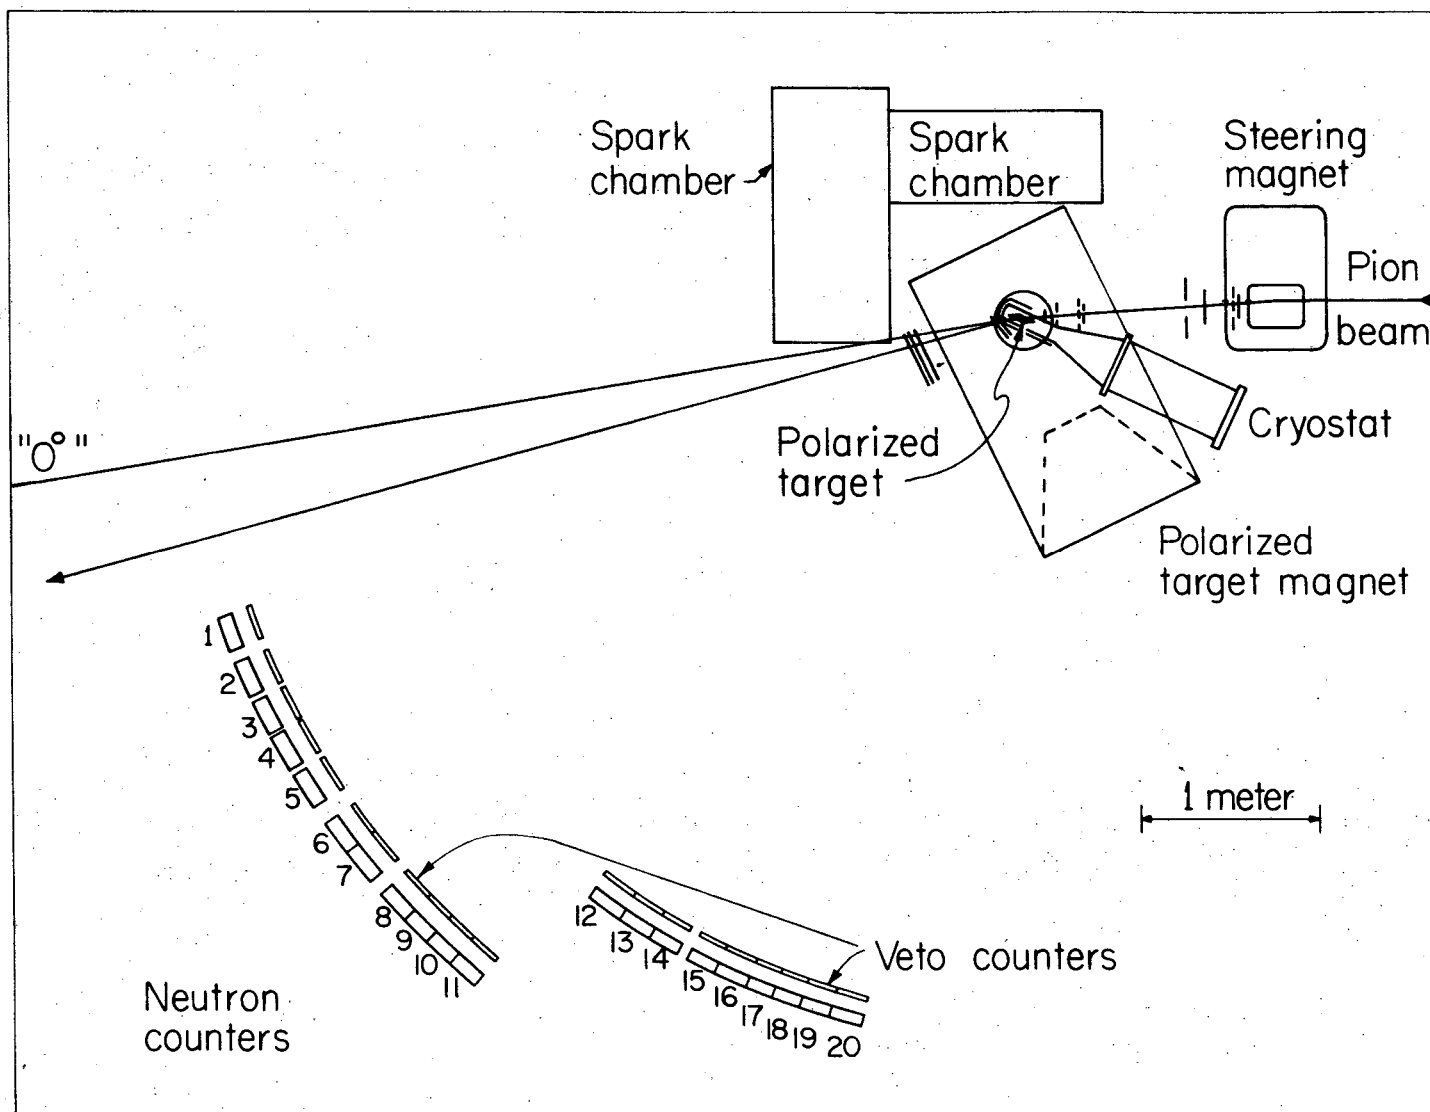 Spark
chamber
Spark
chamber
Steering
magnet
Pion
beam
"0°"
Polarized
target
Cryostat
Polarized
target magnet
1 meter
1
2
3
4
5
6
7
8
9
10
11
12
13
14
15
16
17
18
19
20
Veto counters
Neutron
counters